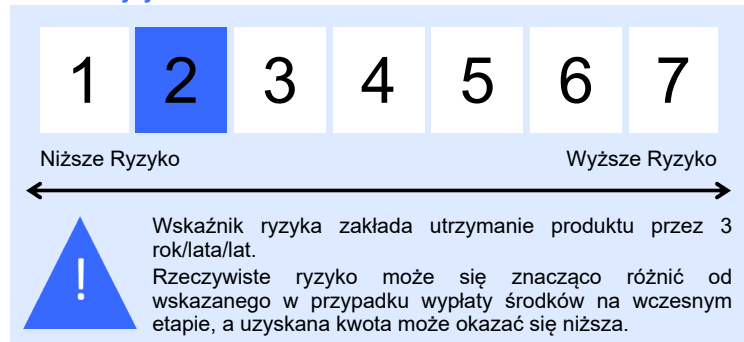 1 2 3 4 5 6 7
Niższe Ryzyko Wyższe Ryzyko
!
Wskaźnik ryzyka zakłada utrzymanie produktu przez 3
rok/lata/lat.
Rzeczywiste ryzyko może się znacząco różnić od
wskazanego w przypadku wypłaty środków na wczesnym
etapie, a uzyskana kwota może okazać się niższa.